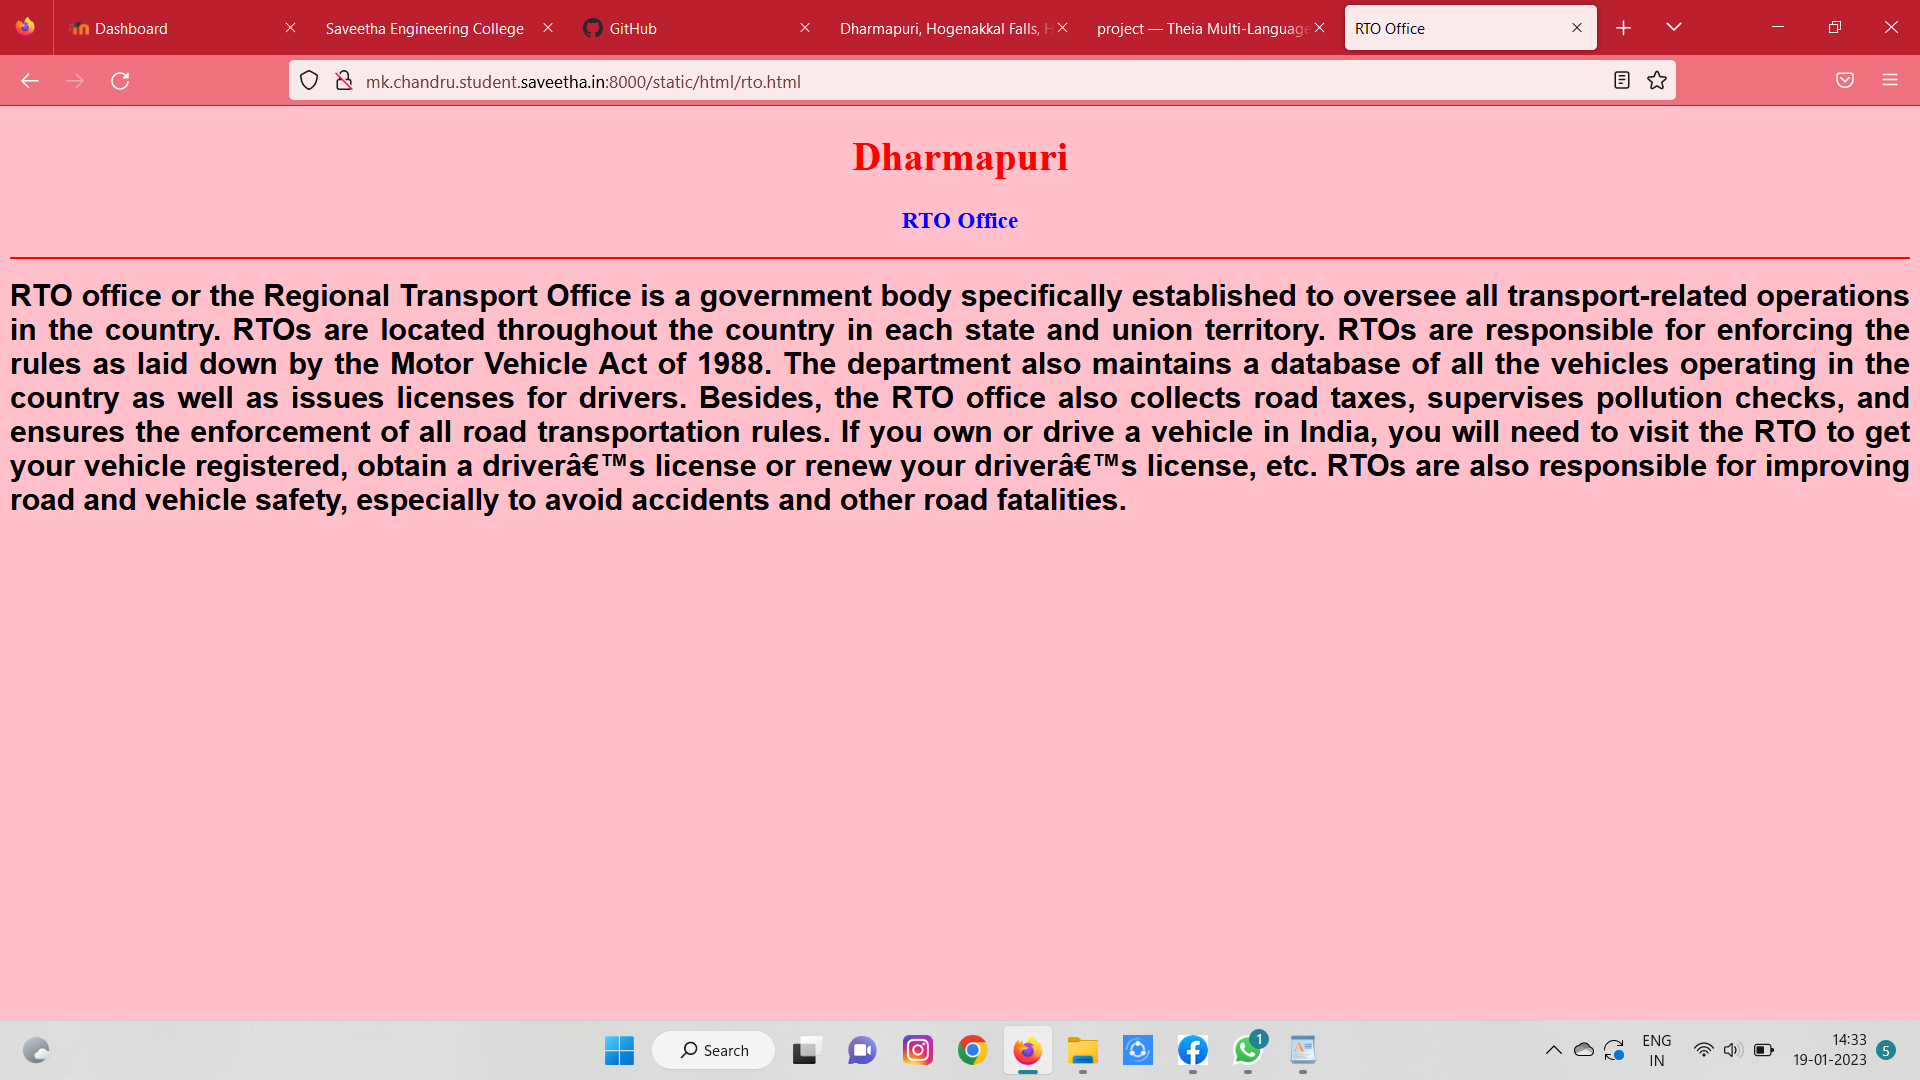 Dashboard
Saveetha Engineering College
GitHub
Dharmapuri, Hogenakkal Falls, H
project — Theia Multi-Language
RTO Office
mk.chandru.student.saveetha.in:8000/static/html/rto.html
Dharmapuri
RTO Office
RTO office or the Regional Transport Office is a government body specifically established to oversee all transport-related operations
in the country. RTOs are located throughout the country in each state and union territory. RTOs are responsible for enforcing the
rules as laid down by the Motor Vehicle Act of 1988. The department also maintains a database of all the vehicles operating in the
country as well as issues licenses for drivers. Besides, the RTO office also collects road taxes, supervises pollution checks, and
ensures the enforcement of all road transportation rules. If you own or drive a vehicle in India, you will need to visit the RTO to get
your vehicle registered, obtain a driverâ€™s license or renew your driverâ€™s license, etc. RTOs are also responsible for improving
road and vehicle safety, especially to avoid accidents and other road fatalities.
Search
1
ENG
IN
14:33
19-01-2023
5